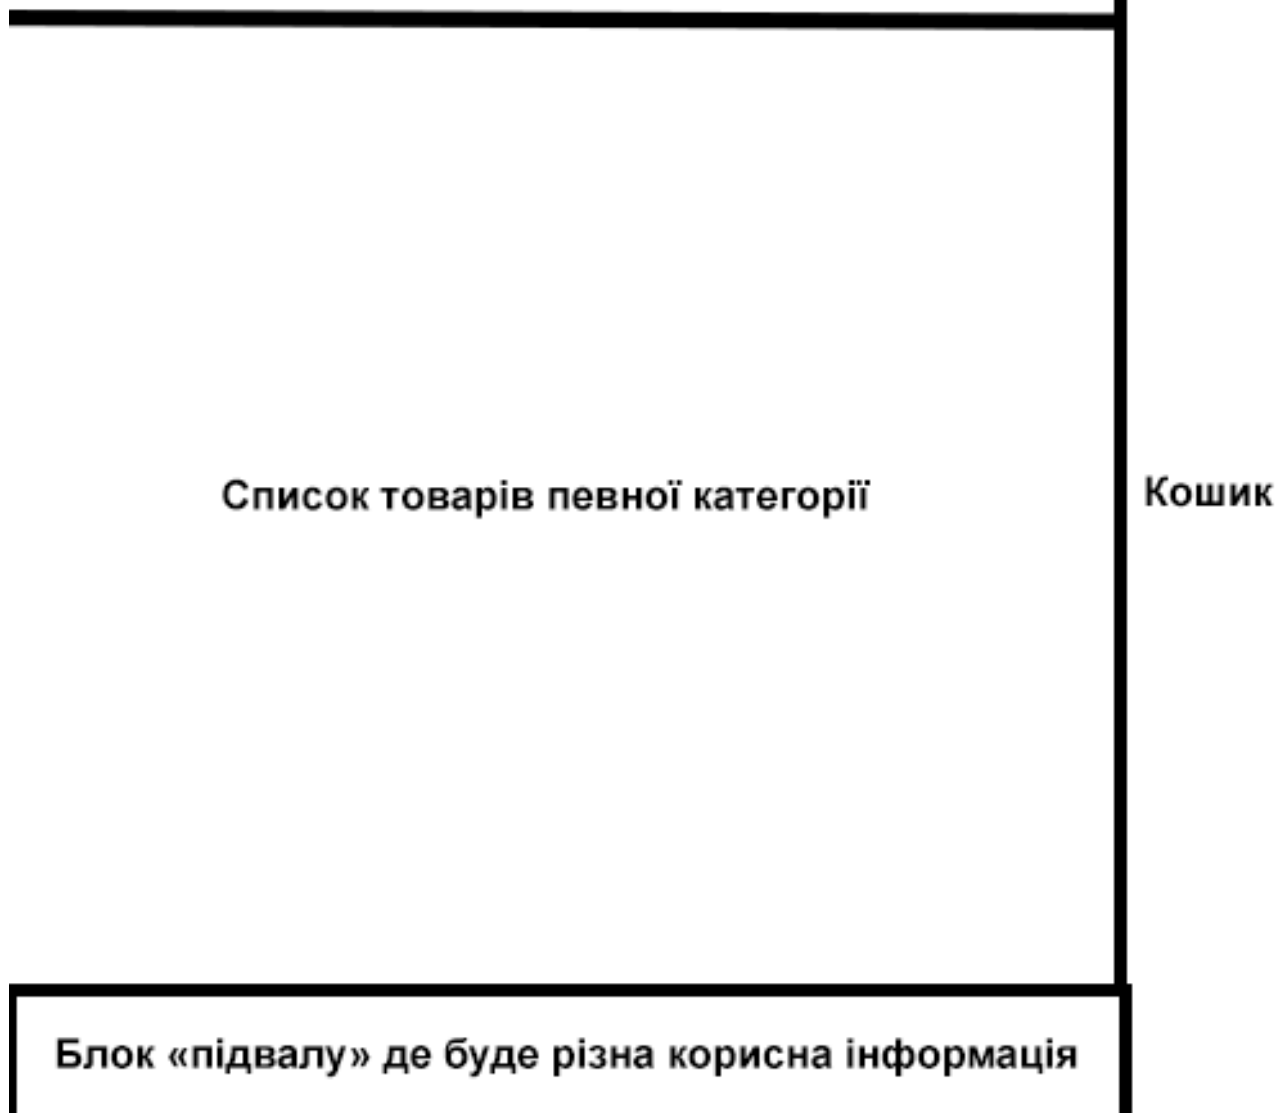 Список товарів певної категорії
Кошик
Блок «підвалу» де буде різна корисна інформація